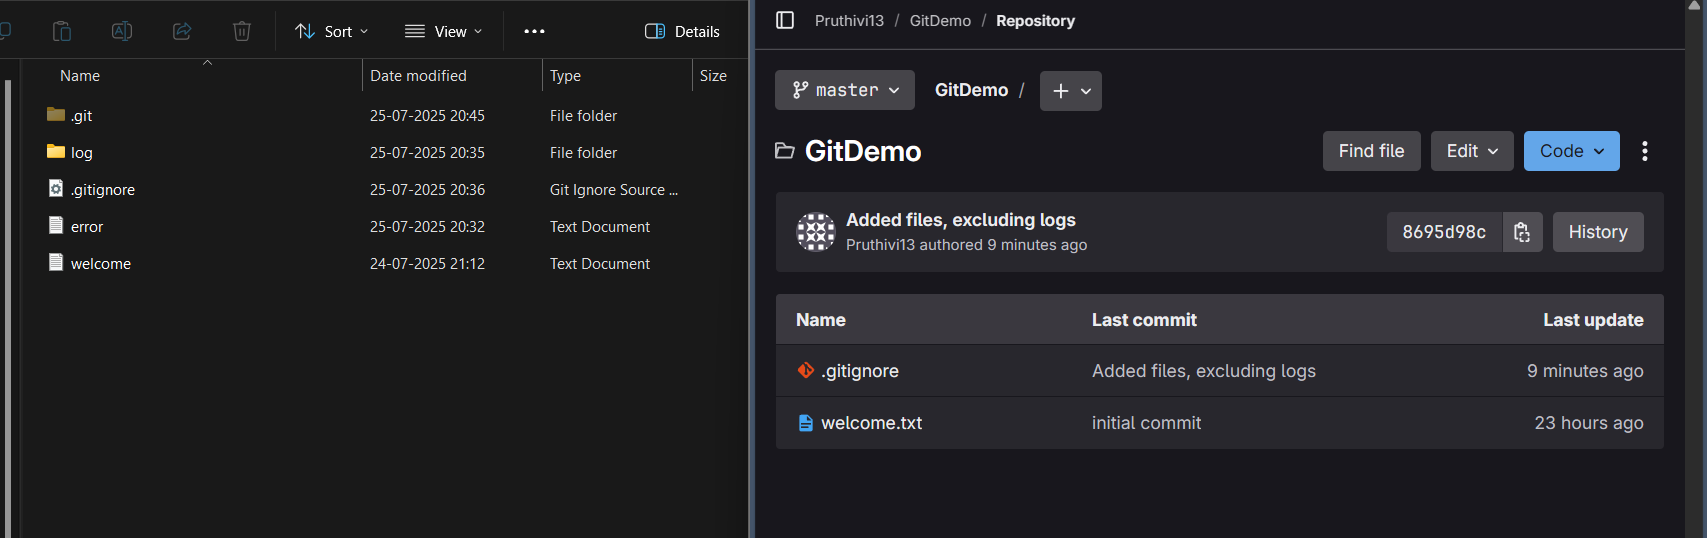 Sort
View
Details
Name Date modified Type Size
.git 25-07-2025 20:45 File folder
log 25-07-2025 20:35 File folder
.gitignore 25-07-2025 20:36 Git Ignore Source ...
error 25-07-2025 20:32 Text Document
welcome 24-07-2025 21:12 Text Document
Pruthivi13 / GitDemo / Repository
master GitDemo / +
GitDemo Find file Edit Code
Added files, excluding logs
Pruthivi13 authored 9 minutes ago
8695d98c History
Name Last commit Last update
.gitignore Added files, excluding logs 9 minutes ago
welcome.txt initial commit 23 hours ago